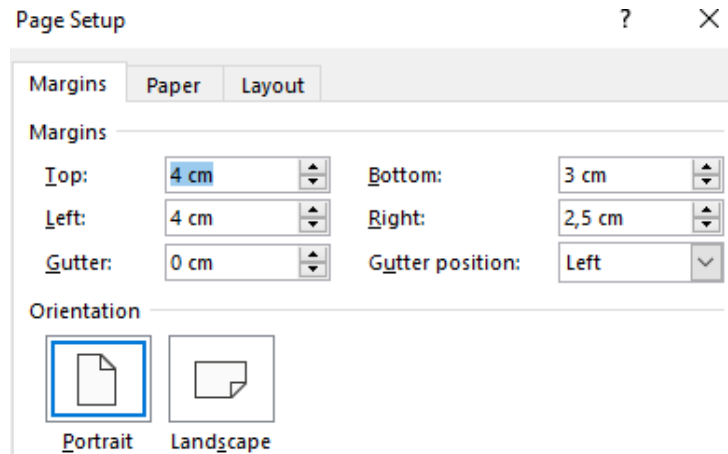 Page Setup ? ×
Margins Paper Layout
Margins
Top: 4 cm Bottom: 3 cm
Left: 4 cm Right: 2,5 cm
Gutter: 0 cm Gutter position: Left
Orientation
Portrait Landscape